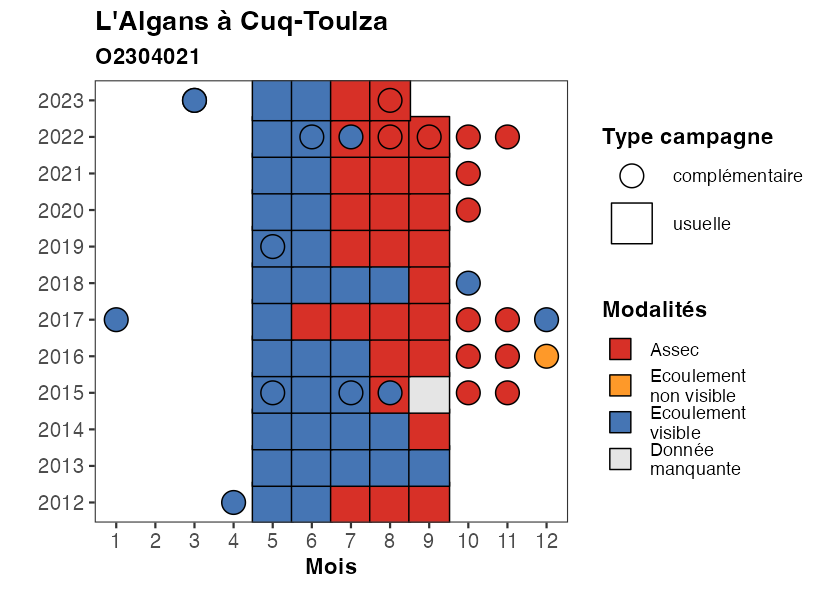 L'Algans à Cuq-Toulza
O2304021
2023
2022
2021
2020
2019
2018
2017
2016
2015
2014
2013
2012
1 2 3 4 5 6 7 8 9 10 11 12
Mois
Type campagne
complémentaire
usuelle
Modalités
Assec
Ecoulement
non visible
Ecoulement
visible
Donnée
manquante